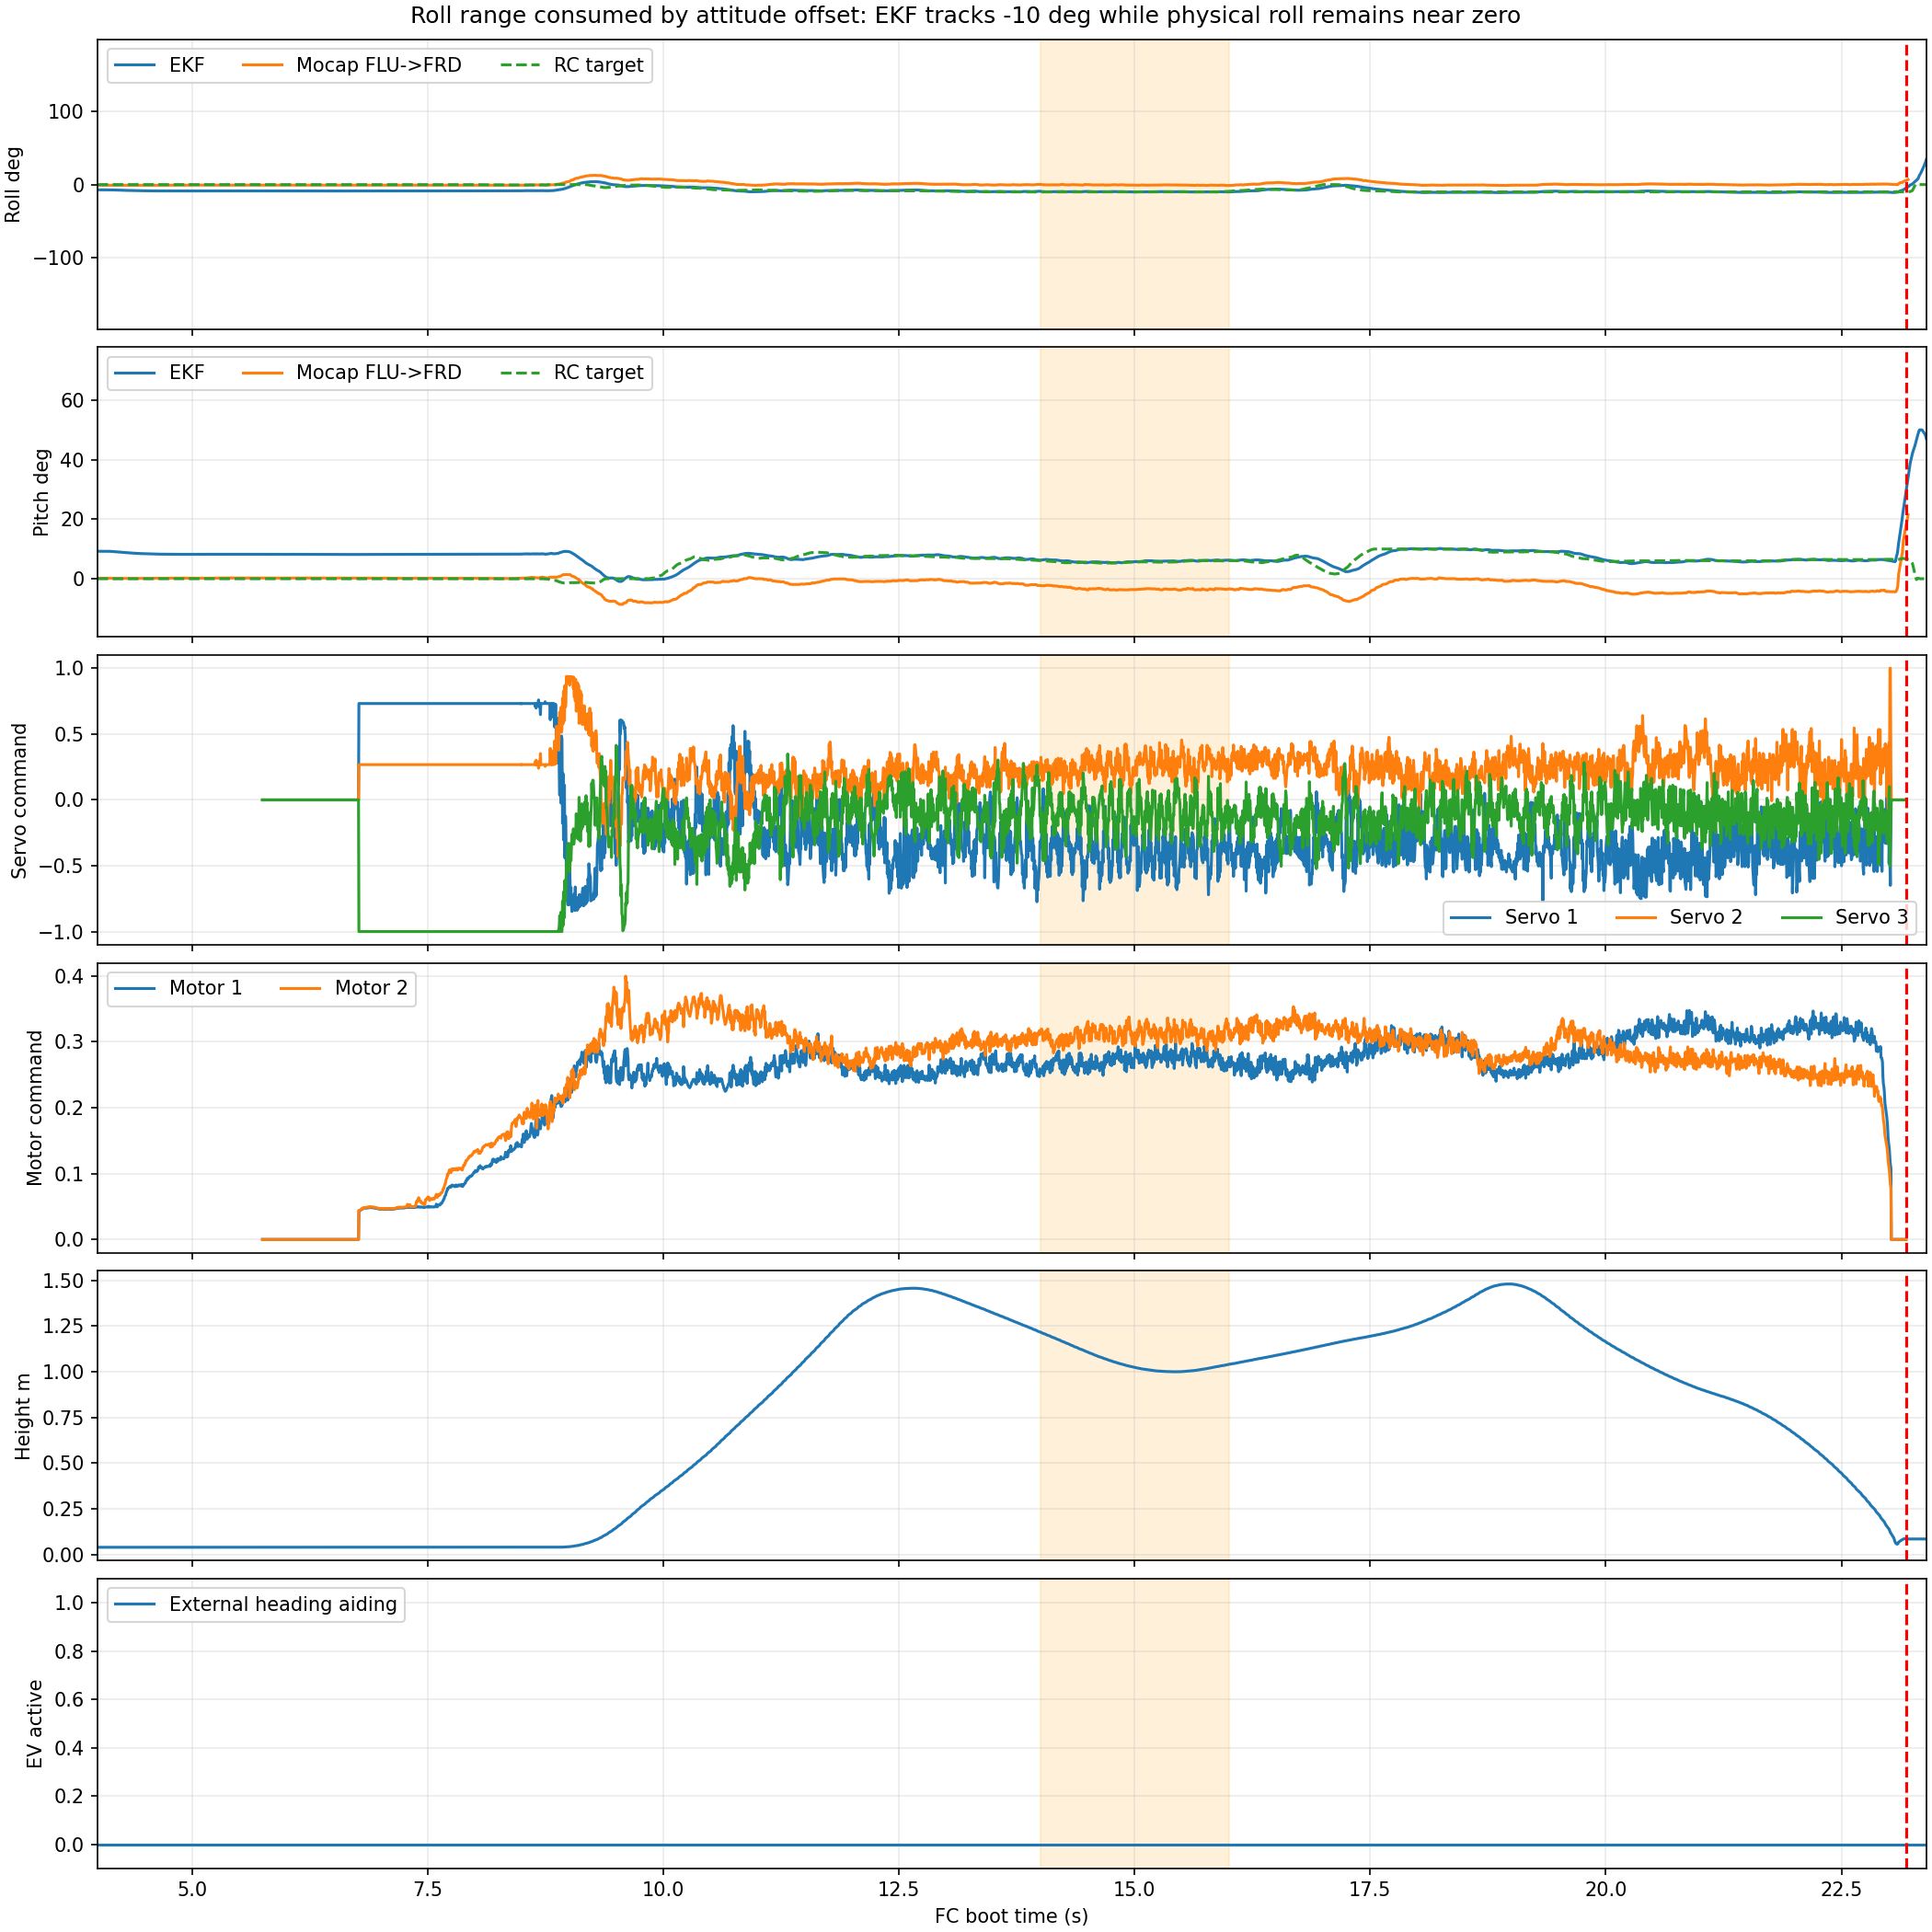 Roll range consumed by attitude offset: EKF tracks -10 deg while physical roll remains near zero
EKF Mocap FLU->FRD RC target
100
0
−100
Roll deg
EKF Mocap FLU->FRD RC target
60
40
20
0
Pitch deg
1.0
0.5
0.0
−0.5
−1.0
Servo command
Servo 1 Servo 2 Servo 3
Motor 1 Motor 2
0.4
0.3
0.2
0.1
0.0
Motor command
1.50
1.25
1.00
0.75
0.50
0.25
0.00
Height m
External heading aiding
1.0
0.8
0.6
0.4
0.2
0.0
EV active
5.0 7.5 10.0 12.5 15.0 17.5 20.0 22.5
FC boot time (s)